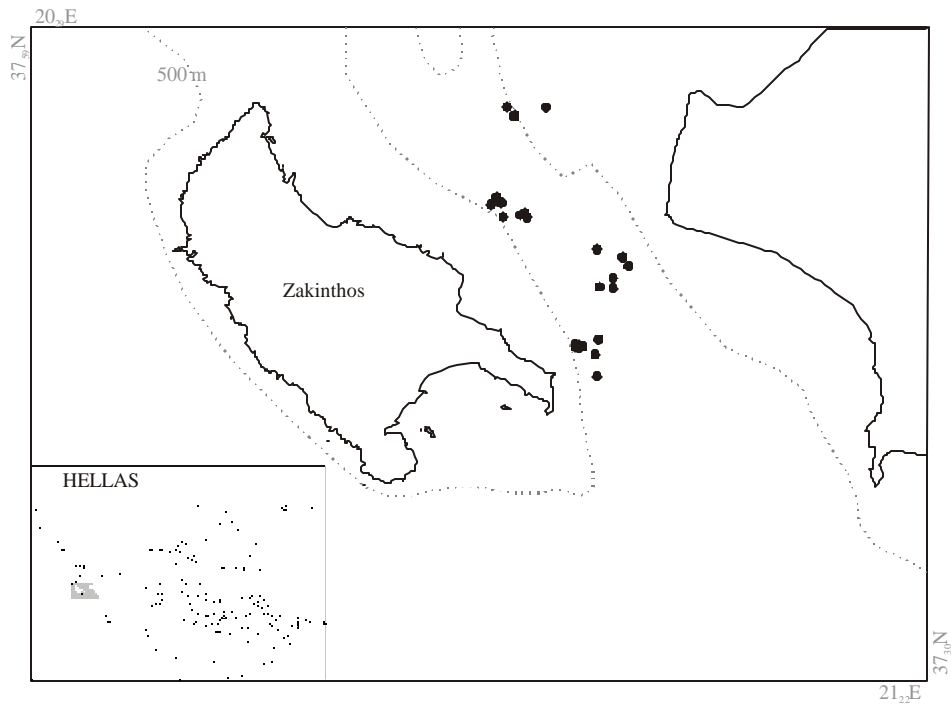 20₂₉E
37₅₉N
500 m
Zakinthos
HELLAS
37₃₀N
21₂₂E